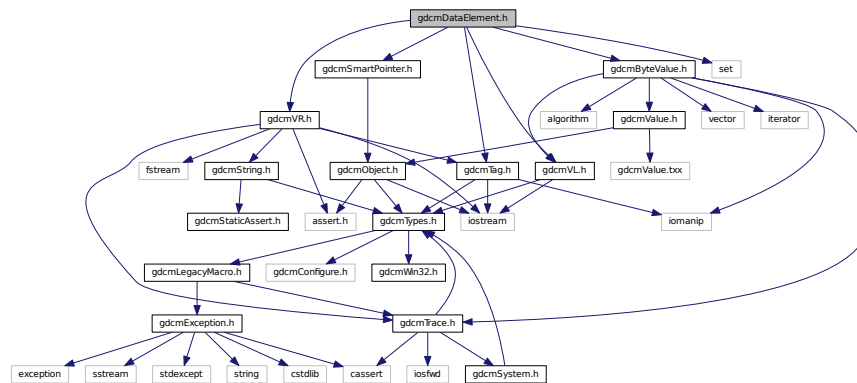 gdcmDataElement.h
gdcmSmartPointer.h
gdcmByteValue.h
set
gdcmVR.h
algorithm
gdcmValue.h
vector
iterator
fstream
gdcmString.h
gdcmObject.h
gdcmTag.h
gdcmVL.h
gdcmValue.txx
gdcmStaticAssert.h
assert.h
gdcmTypes.h
iostream
iomanip
gdcmLegacyMacro.h
gdcmConfigure.h
gdcmWin32.h
gdcmException.h
gdcmTrace.h
exception
sstream
stdexcept
string
cstdlib
cassert
iosfwd
gdcmSystem.h